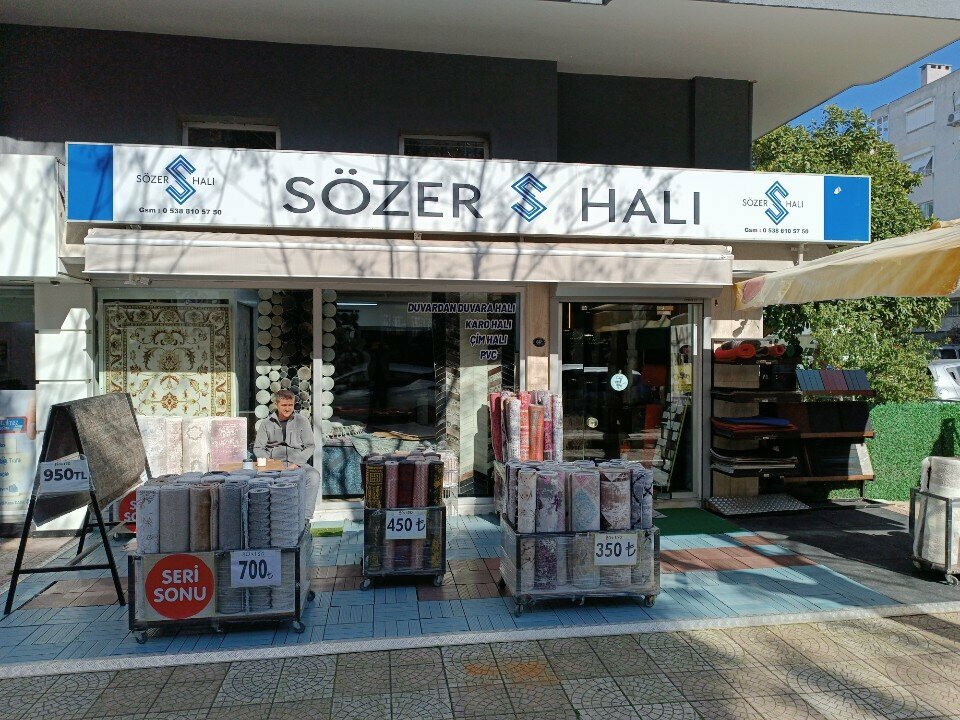 SÖZER HALI
Gsm : 0 538 810 57 50
SÖZER HALI
SÖZER HALI
Gsm : 0 538 810 57 50
DUVARDAN DUVARA HALI
KARO HALI
ÇİM HALI
PVC
950TL
SERİ
SONU
700₺
450₺
350₺